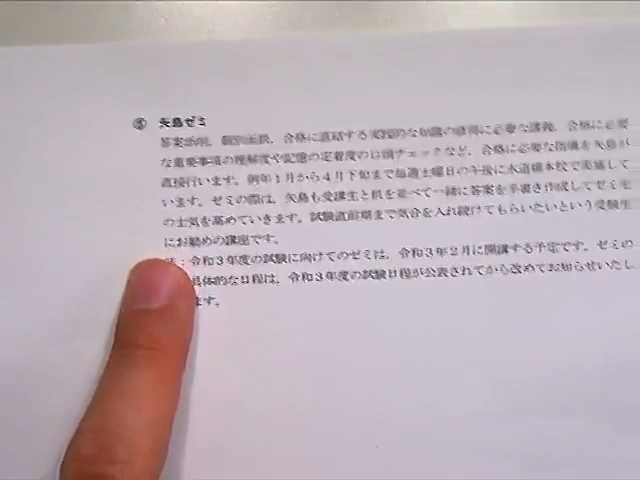 ⑤ 矢島ゼミ
答案添削、個別面談、合格に直結する実践的な知識の修得に必要な講義、合格に必要
な重要事項の理解度や記憶の定着度の口頭チェックなど、合格に必要な指導を矢島が
直接行います。例年1月から4月下旬まで毎週土曜日の午後に水道橋本校で実施して
います。ゼミの際は、矢島も受講生と机を並べて一緒に答案を手書き作成してゼミ生
の士気を高めていきます。試験直前期まで気合を入れ続けてもらいたいという受験生
にお勧めの講座です。
注：令和3年度の試験に向けてのゼミは、令和3年2月に開講する予定です。ゼミの
具体的な日程は、令和3年度の試験日程が公表されてから改めてお知らせいたし
ます。